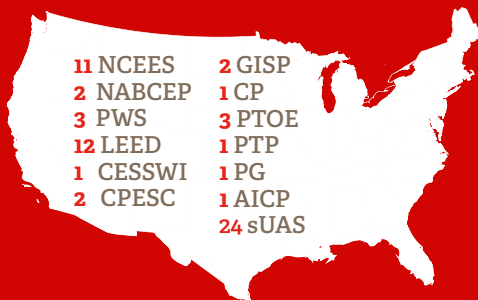 11 NCEES
2 NABCEP
3 PWS
12 LEED
1 CESSWI
2 CPESC
2 GISP
1 CP
3 PTOE
1 PTP
1 PG
1 AICP
24 sUAS